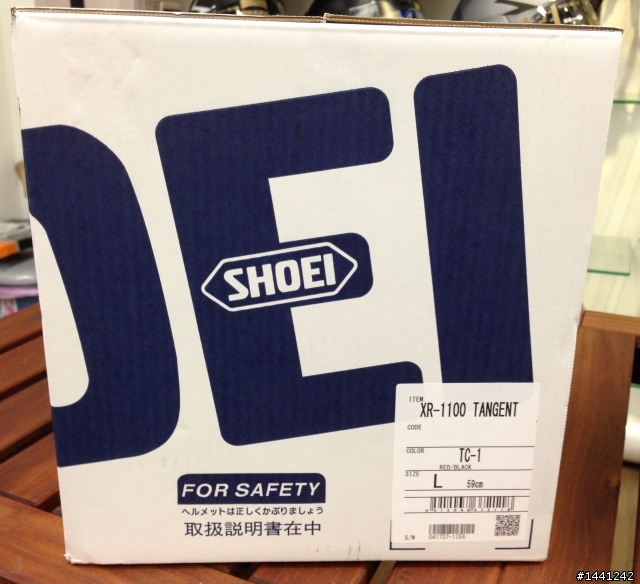 OEI
SHOEI
FOR SAFETY
ヘルメットは正しくかぶりましょう
取扱説明書在中
ITEM
XR-1100 TANGENT
CODE
COLOR
TC-1
RED/BLACK
SIZE
L 59cm
S/N 041737-115X
#1441242